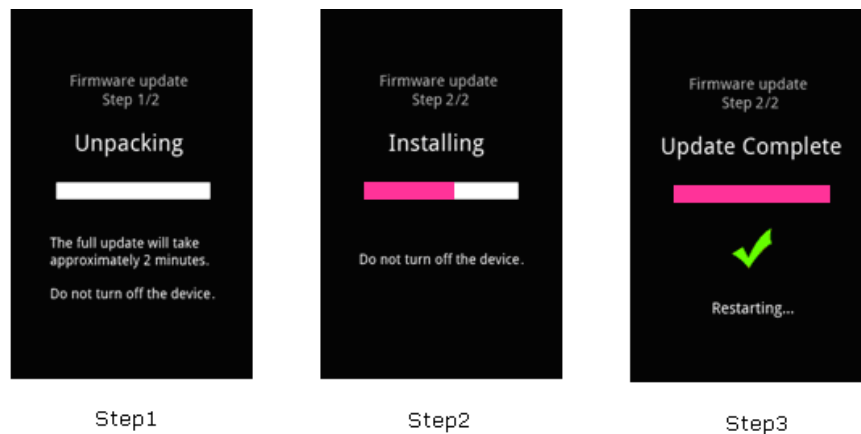 Firmware update
Step 1/2
Unpacking
The full update will take
approximately 2 minutes.
Do not turn off the device.
Step1
Firmware update
Step 2/2
Installing
Do not turn off the device.
Step2
Firmware update
Step 2/2
Update Complete
Restarting...
Step3